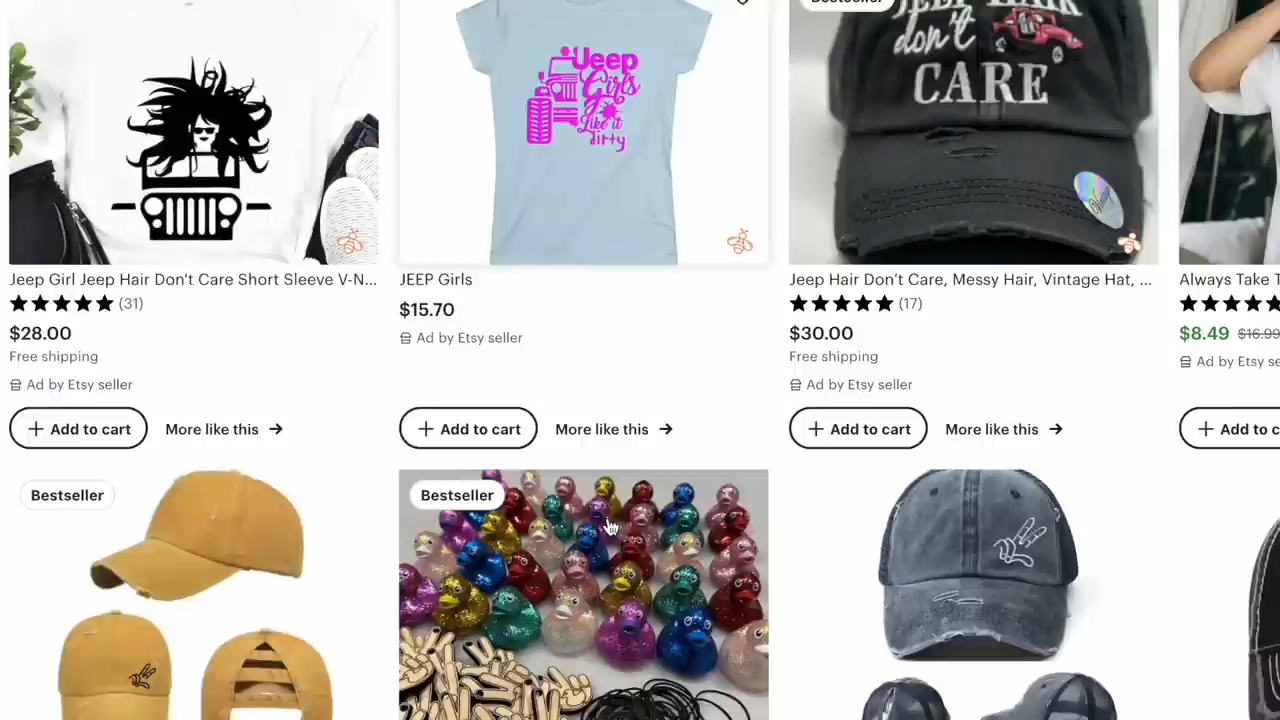 Jeep
Girls
Like it
dirty
Bestseller
JEEP HAIR
don't
CARE
Vintage
Jeep Girl Jeep Hair Don't Care Short Sleeve V-N...
JEEP Girls
Jeep Hair Don't Care, Messy Hair, Vintage Hat, ...
Always Take T
(31)
$15.70
(17)
$28.00
$30.00
$8.49 $16.99
Free shipping
Ad by Etsy seller
Free shipping
Ad by Etsy se
Ad by Etsy seller
Ad by Etsy seller
+ Add to cart
More like this →
+ Add to cart
More like this →
+ Add to cart
More like this →
+ Add to c
Bestseller
Bestseller